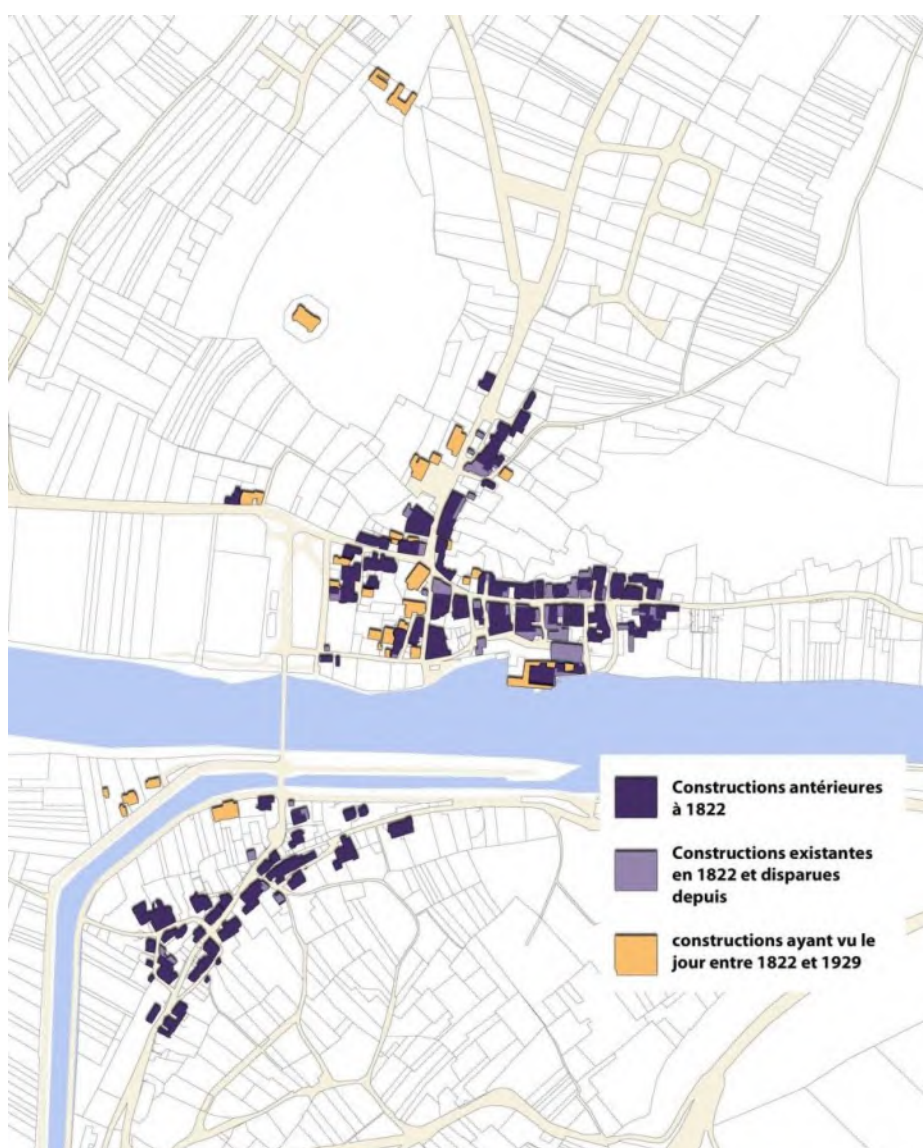 Constructions antérieures
à 1822
Constructions existantes
en 1822 et disparues
depuis
constructions ayant vu le
jour entre 1822 et 1929